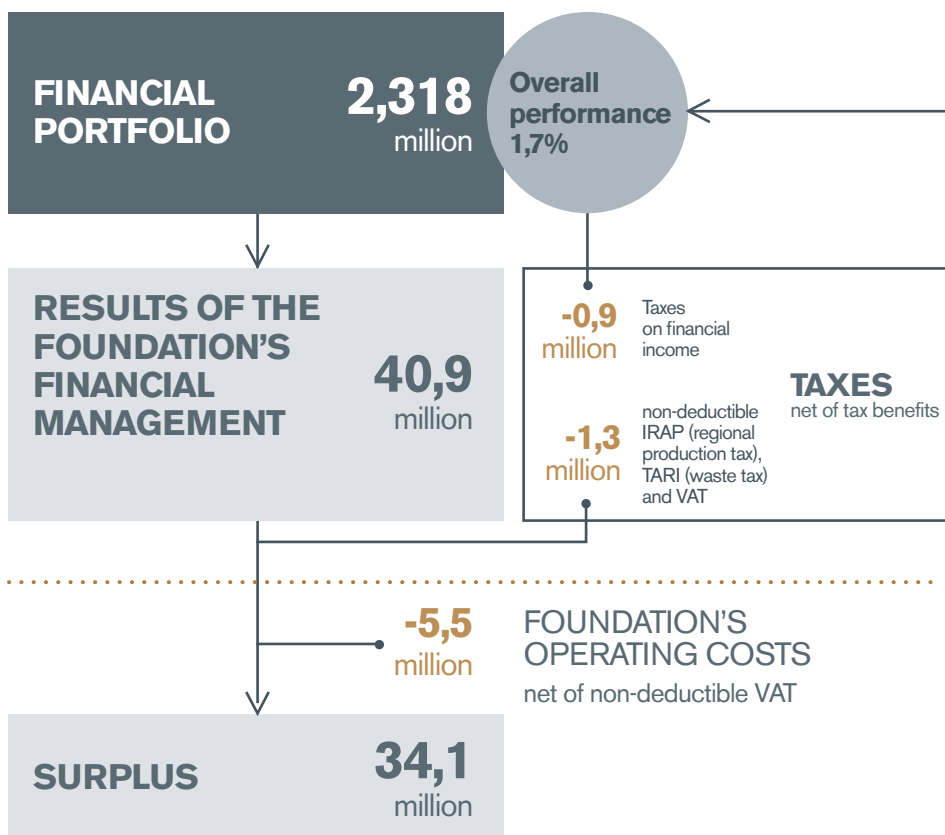 FINANCIAL
PORTFOLIO
2,318
million
Overall
performance
1,7%
RESULTS OF THE
FOUNDATION'S
FINANCIAL
MANAGEMENT
40,9
million
-0,9
million
Taxes
on financial
income
-1,3
million
non-deductible
IRAP (regional
production tax),
TARI (waste tax)
and VAT
TAXES
net of tax benefits
-5,5
million
FOUNDATION'S
OPERATING COSTS
net of non-deductible VAT
SURPLUS
34,1
million